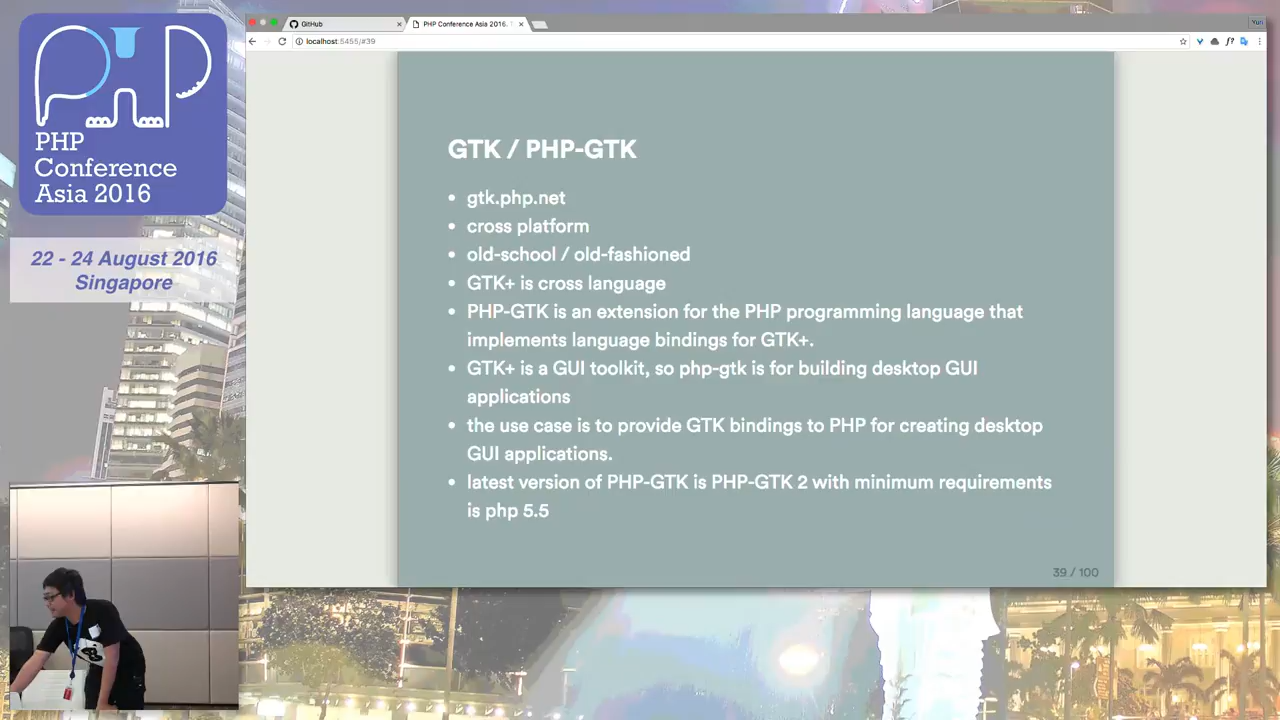 PHP
Conference
Asia 2016
22 - 24 August 2016
Singapore
GitHub
PHP Conference Asia 2016.
Yuri
localhost:5455/#39
f?
GTK / PHP-GTK
• gtk.php.net
• cross platform
• old-school / old-fashioned
• GTK+ is cross language
• PHP-GTK is an extension for the PHP programming language that
implements language bindings for GTK+.
• GTK+ is a GUI toolkit, so php-gtk is for building desktop GUI
applications
• the use case is to provide GTK bindings to PHP for creating desktop
GUI applications.
• latest version of PHP-GTK is PHP-GTK 2 with minimum requirements
is php 5.5
39 / 100